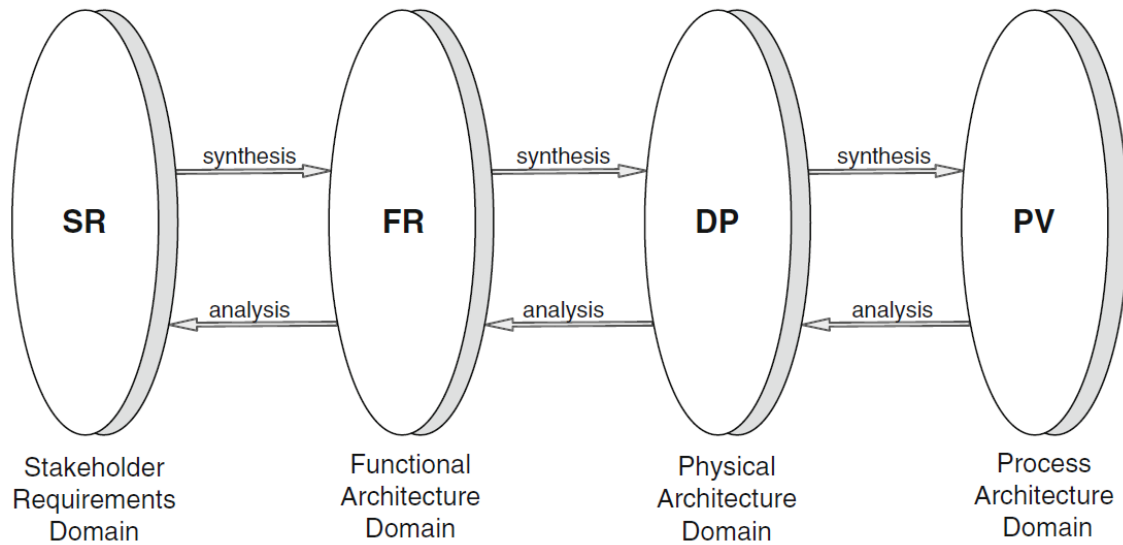 synthesis
synthesis
synthesis
SR
FR
DP
PV
analysis
analysis
analysis
Stakeholder
Requirements
Domain
Functional
Architecture
Domain
Physical
Architecture
Domain
Process
Architecture
Domain